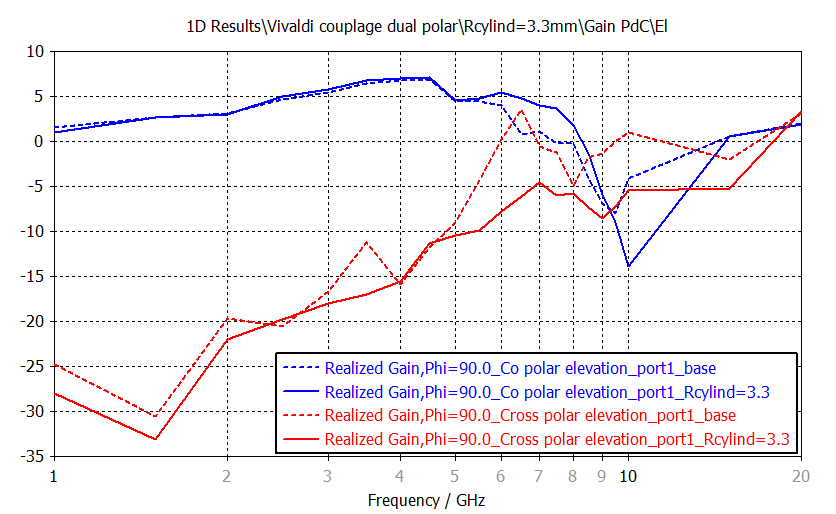 1D Results\Vivaldi couplage dual polar\Rcylind=3.3mm\Gain PdC\El
10
5
0
-5
-10
-15
-20
-25
-30
-35
Realized Gain,Phi=90.0_Co polar elevation_port1_base
Realized Gain,Phi=90.0_Co polar elevation_port1_Rcylind=3.3
Realized Gain,Phi=90.0_Cross polar elevation_port1_base
Realized Gain,Phi=90.0_Cross polar elevation_port1_Rcylind=3.3
1 2 3 4 5 6 7 8 9 10 20
Frequency / GHz